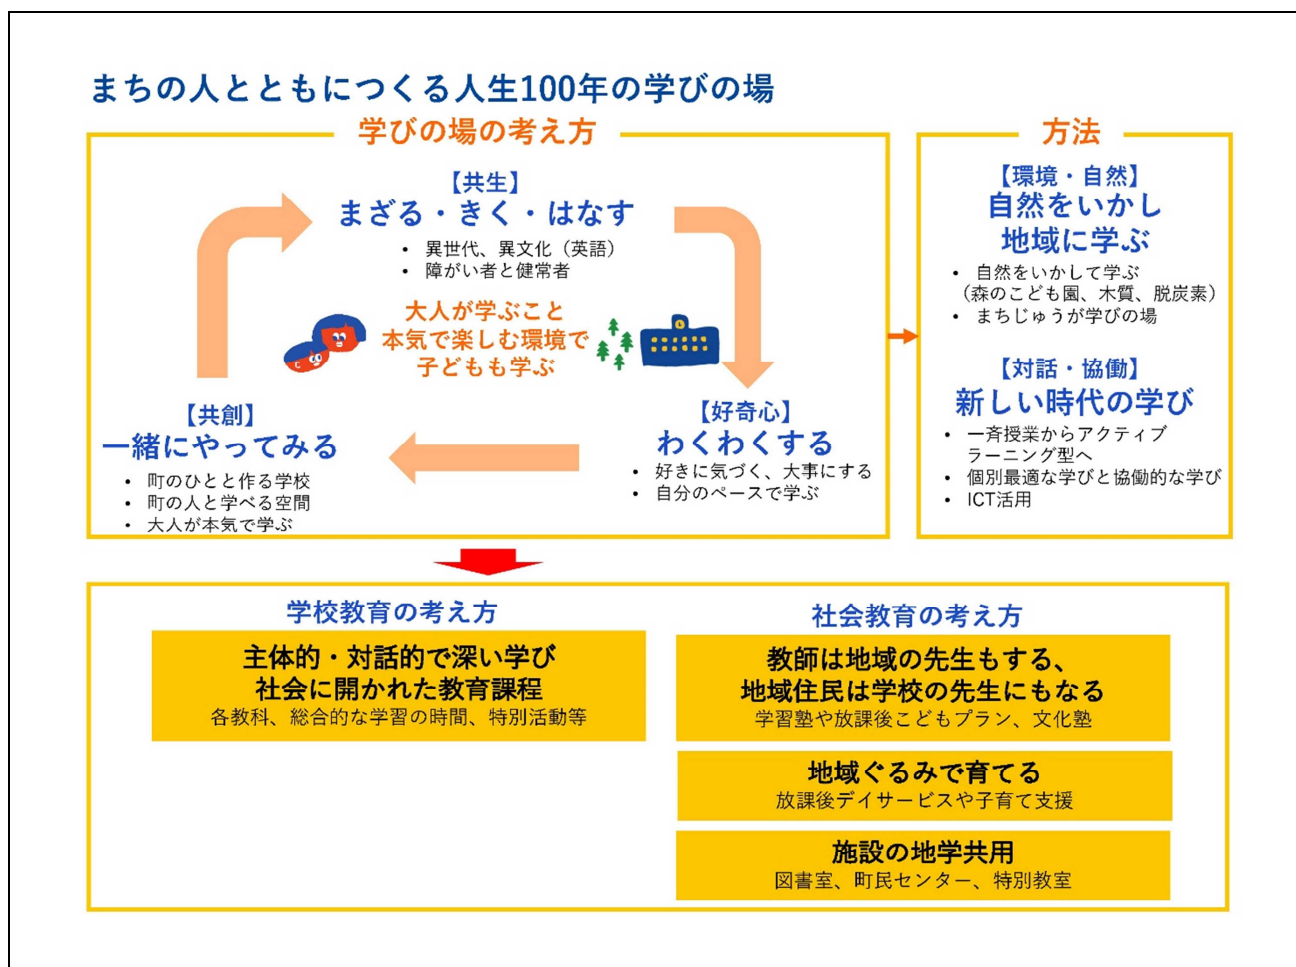 まちの人とともにつくる人生100年の学びの場
学びの場の考え方
【共生】
まざる・きく・はなす
• 異世代、異文化（英語）
• 障がい者と健常者
大人が学ぶこと
本気で楽しむ環境で
子どもも学ぶ
【共創】
一緒にやってみる
• 町のひとと作る学校
• 町の人と学べる空間
• 大人が本気で学ぶ
【好奇心】
わくわくする
• 好きに気づく、大事にする
• 自分のペースで学ぶ
方法
【環境・自然】
自然をいかし
地域に学ぶ
• 自然をいかして学ぶ
（森のこども園、木質、脱炭素）
• まちじゅうが学びの場
【対話・協働】
新しい時代の学び
• 一斉授業からアクティブ
ラーニング型へ
• 個別最適な学びと協働的な学び
• ICT活用
学校教育の考え方
主体的・対話的で深い学び
社会に開かれた教育課程
各教科、総合的な学習の時間、特別活動等
社会教育の考え方
教師は地域の先生もする、
地域住民は学校の先生にもなる
学習塾や放課後こどもプラン、文化塾
地域ぐるみで育てる
放課後デイサービスや子育て支援
施設の地学共用
図書室、町民センター、特別教室